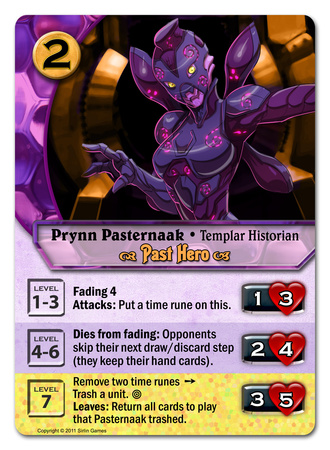 2
Prynn Pasternaak • Templar Historian
Past Hero
LEVEL
1-3
Fading 4
Attacks: Put a time rune on this.
1 3
LEVEL
4-6
Dies from fading: Opponents
skip their next draw/discard step
(they keep their hand cards).
2 4
LEVEL
7
Remove two time runes →
Trash a unit. ◎
Leaves: Return all cards to play
that Pasternaak trashed.
3 5
Copyright © 2011 Sirlin Games